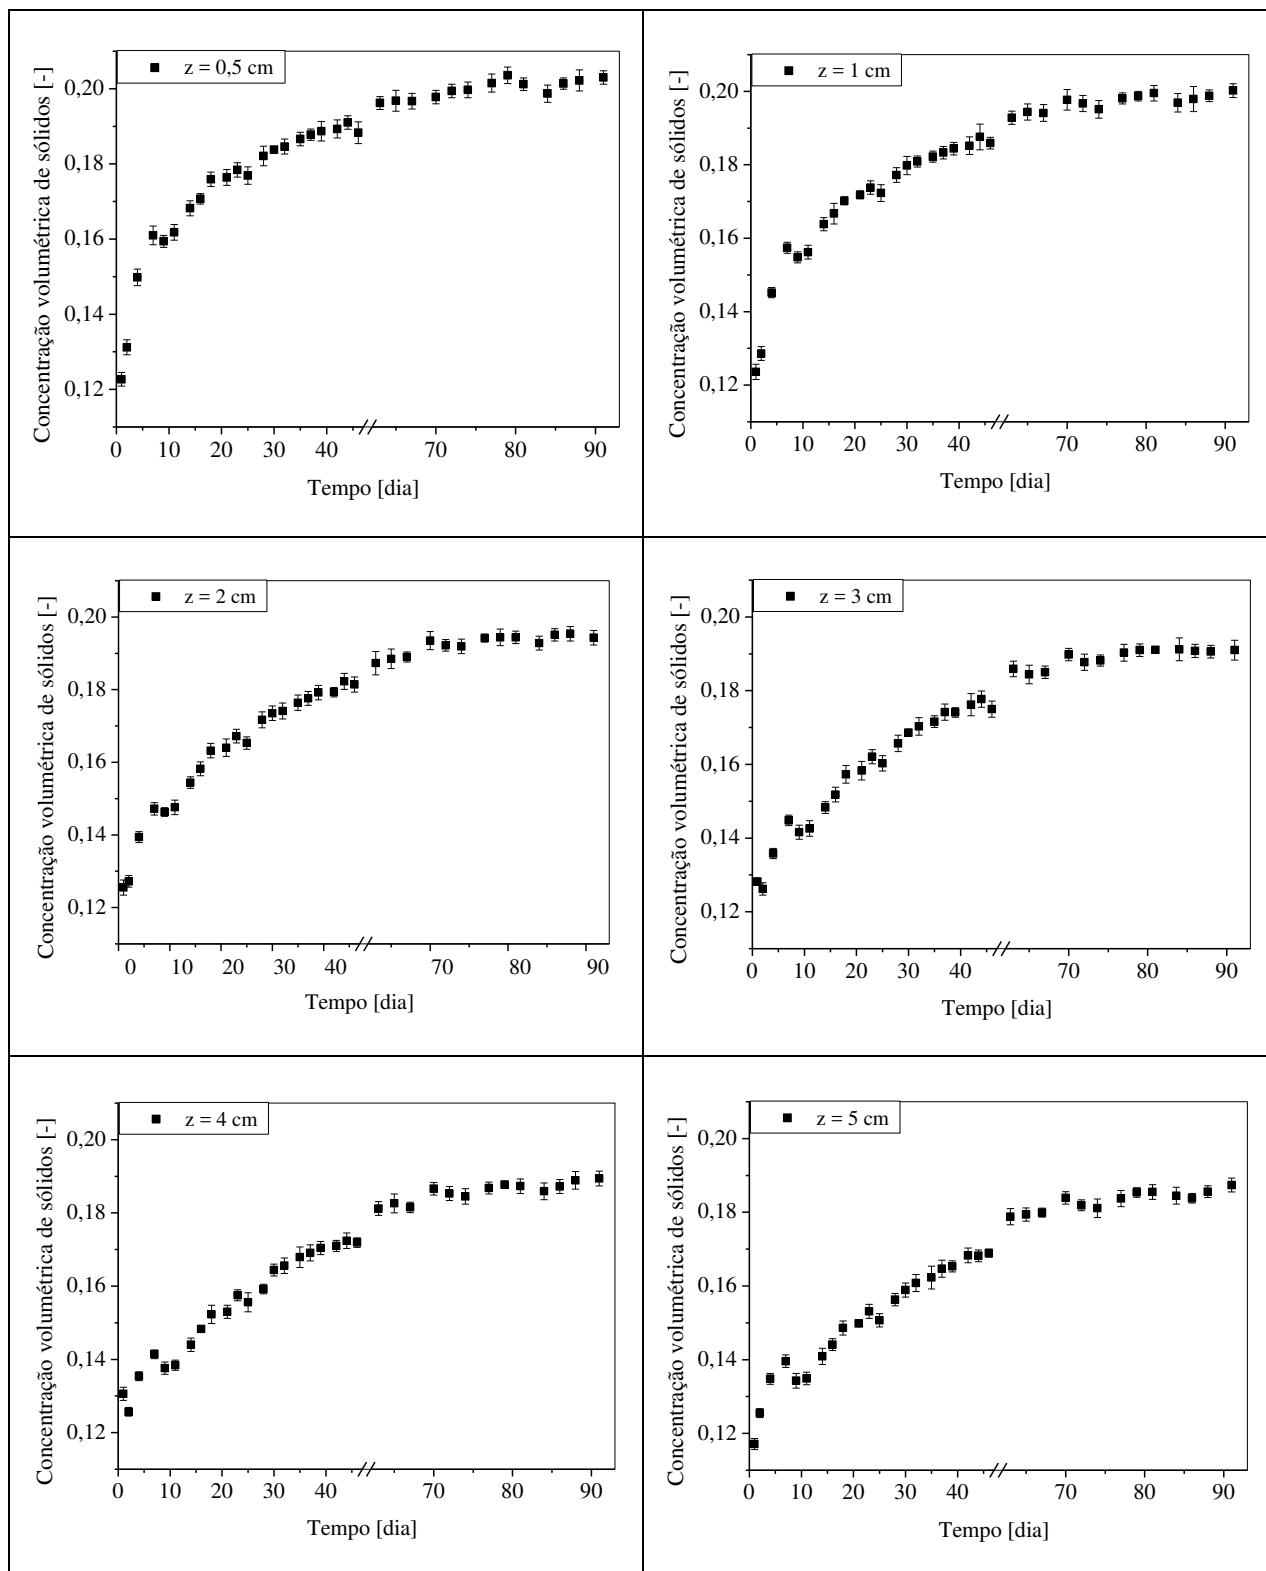 z = 0,5 cm
Concentração volumétrica de sólidos [-]
0,20
0,18
0,16
0,14
0,12
0 10 20 30 40 70 80 90
Tempo [dia]
z = 1 cm
Concentração volumétrica de sólidos [-]
0,20
0,18
0,16
0,14
0,12
0 10 20 30 40 70 80 90
Tempo [dia]
z = 2 cm
Concentração volumétrica de sólidos [-]
0,20
0,18
0,16
0,14
0,12
0 10 20 30 40 70 80 90
Tempo [dia]
z = 3 cm
Concentração volumétrica de sólidos [-]
0,20
0,18
0,16
0,14
0,12
0 10 20 30 40 70 80 90
Tempo [dia]
z = 4 cm
Concentração volumétrica de sólidos [-]
0,20
0,18
0,16
0,14
0,12
0 10 20 30 40 70 80 90
Tempo [dia]
z = 5 cm
Concentração volumétrica de sólidos [-]
0,20
0,18
0,16
0,14
0,12
0 10 20 30 40 70 80 90
Tempo [dia]